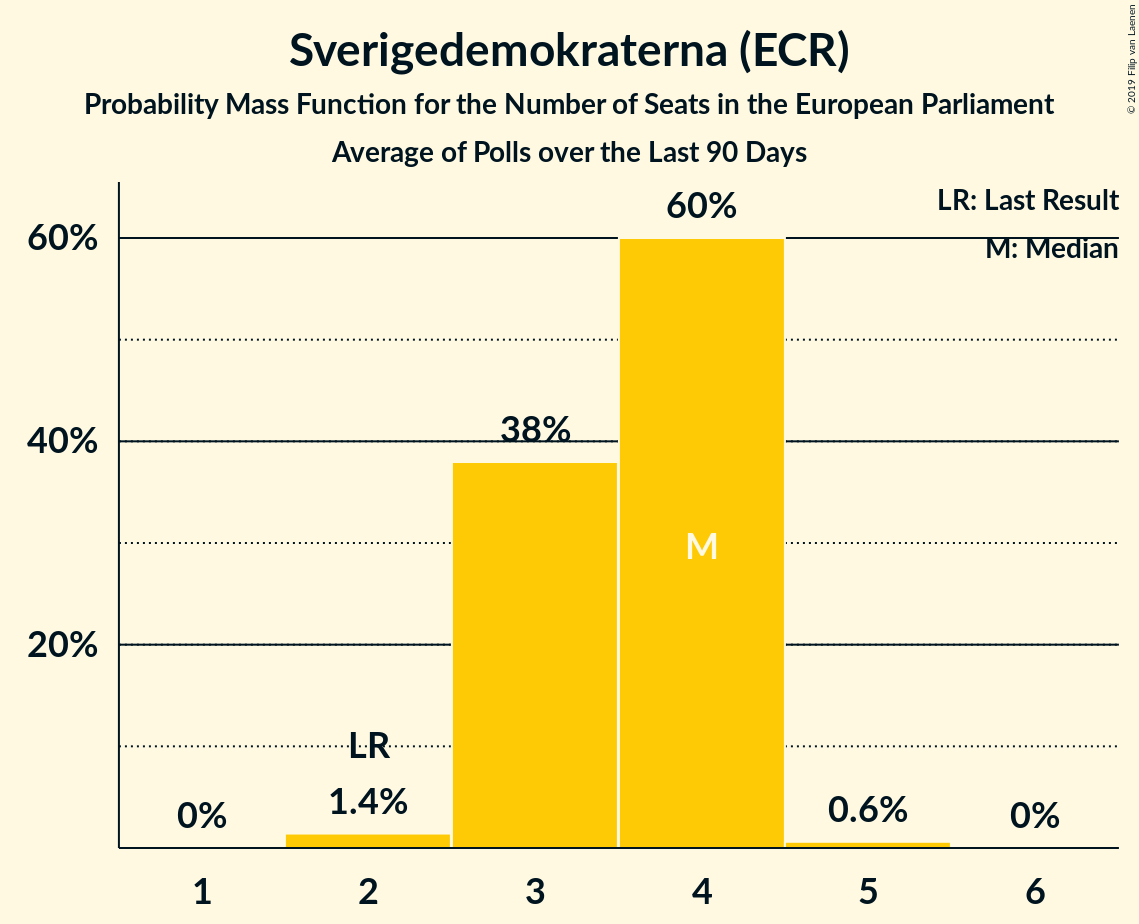 Sverigedemokraterna (ECR)
Probability Mass Function for the Number of Seats in the European Parliament
Average of Polls over the Last 90 Days
© 2019 Filip van Laenen
LR: Last Result
M: Median
60%
40%
20%
0%
LR
1.4%
38%
60%
M
0.6%
0%
1 2 3 4 5 6